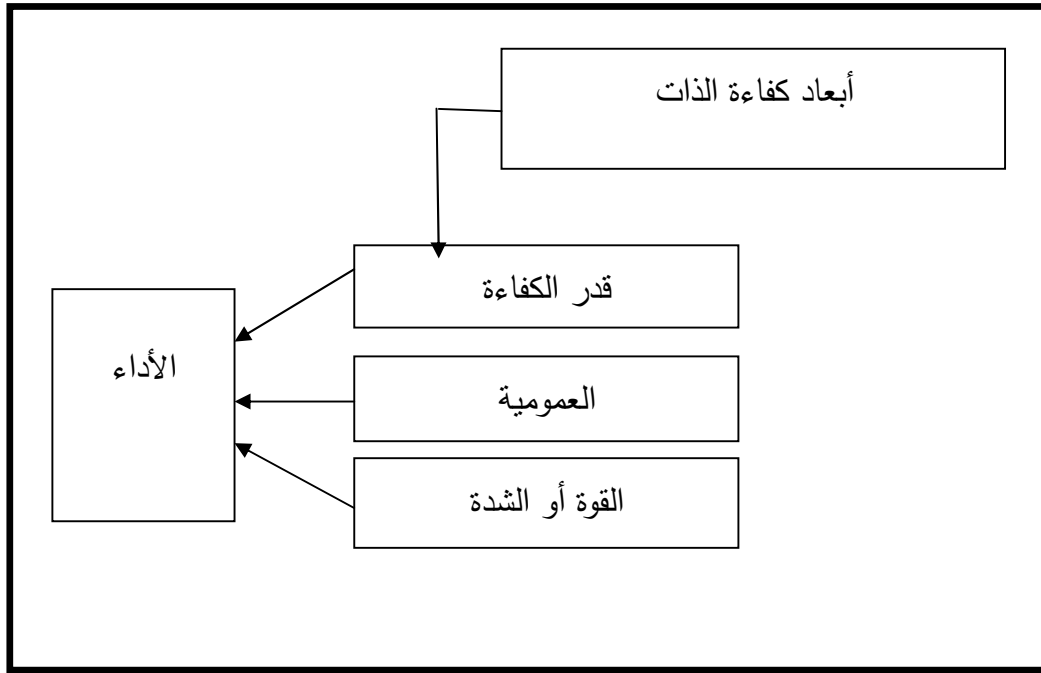 أبعاد كفاءة الذات
قدر الكفاءة
الأداء
العمومية
القوة أو الشدة